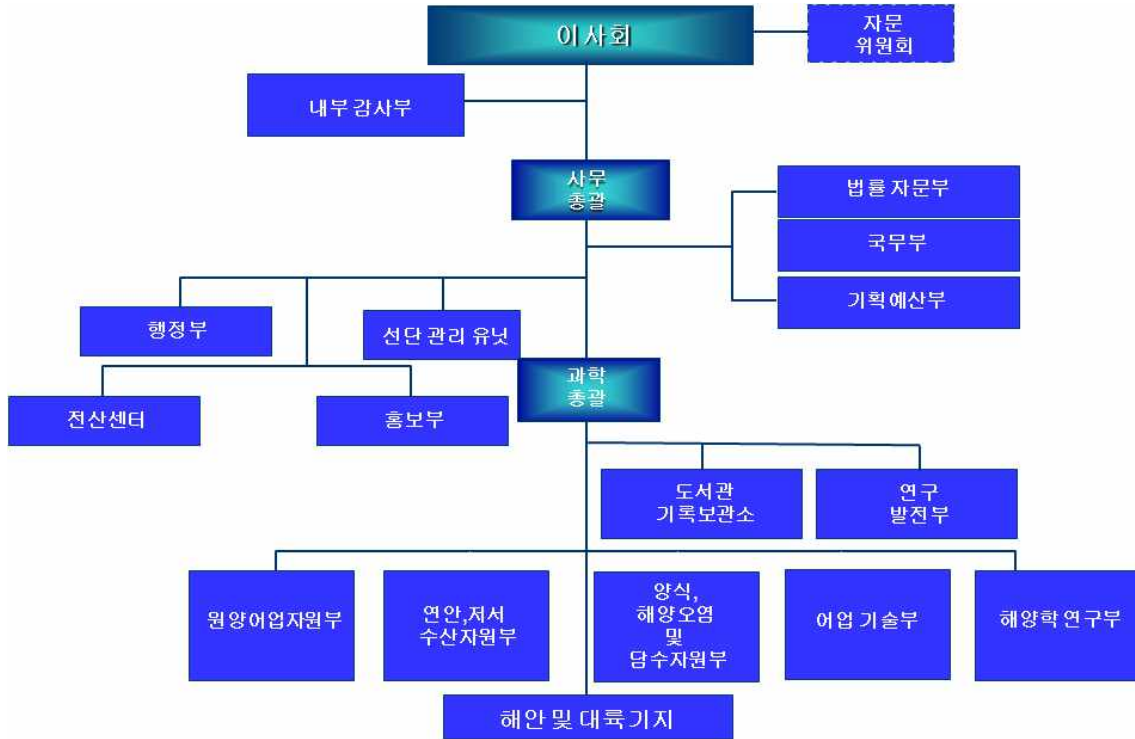 이사회
자문
위원회
내부 감사부
사무
총괄
법률 자문부
국무부
기획예산부
행정부
선단 관리 유닛
과학
총괄
전산센터
홍보부
도서관
기록보관소
연구
발전부
원양어업자원부
연안,저서
수산자원부
양식,
해양오염
및
담수자원부
어업 기술부
해양학 연구부
해안 및 대륙기지